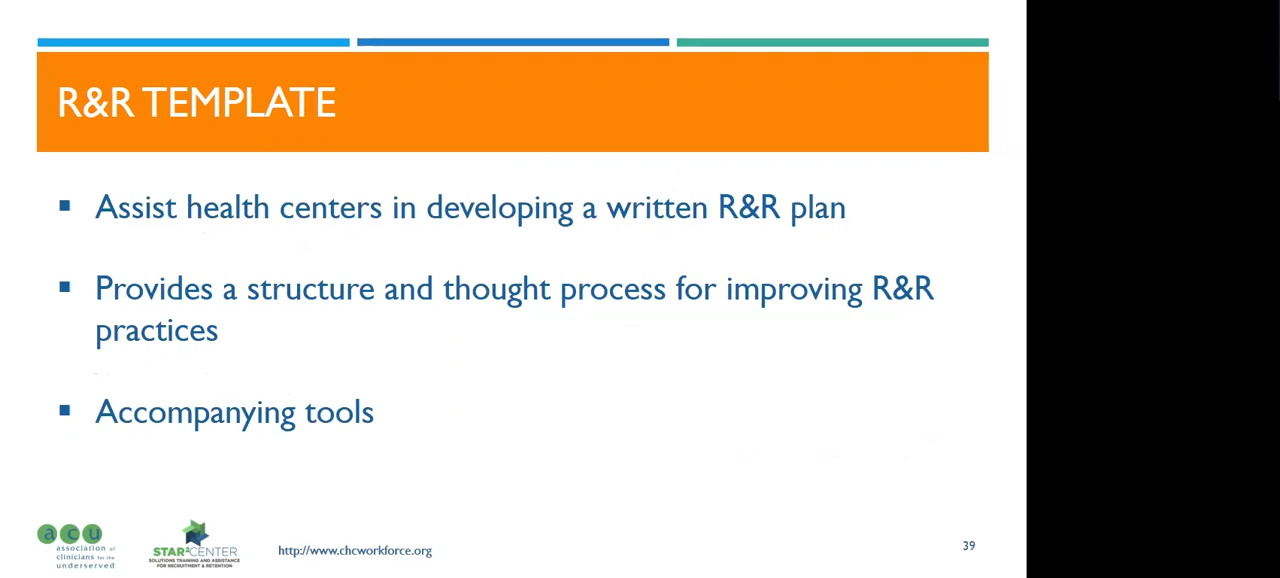 R&R TEMPLATE
▪ Assist health centers in developing a written R&R plan
▪ Provides a structure and thought process for improving R&R
practices
▪ Accompanying tools
acu
association of
clinicians for the
underserved
STAR²CENTER
SOLUTIONS TRAINING AND ASSISTANCE
FOR RECRUITMENT & RETENTION
http://www.chcworkforce.org
39